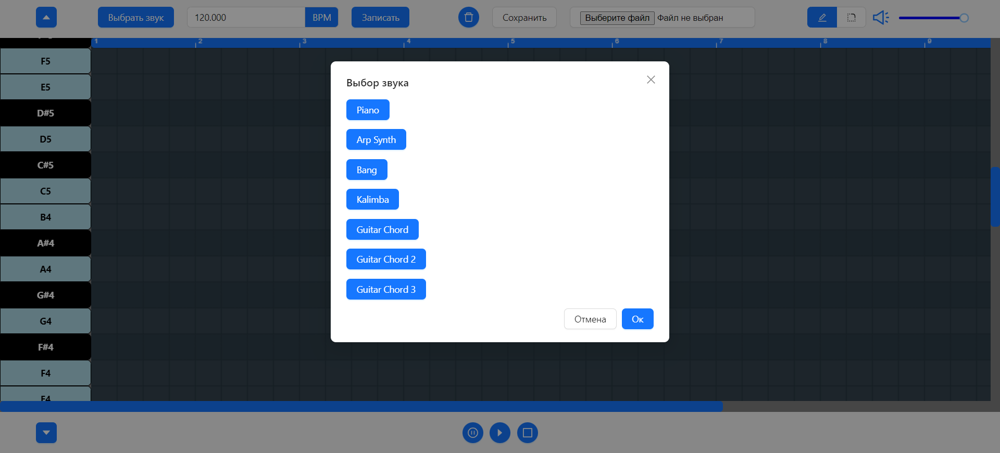 Выбрать звук
120.000
BPM
Записать
Сохранить
Выберите файл Файл не выбран
1 2 3 4 5 6 7 8 9
F5
E5
D#5
D5
C#5
C5
B4
A#4
A4
G#4
G4
F#4
F4
E4
Выбор звука
Piano
Arp Synth
Bang
Kalimba
Guitar Chord
Guitar Chord 2
Guitar Chord 3
Отмена
Ок